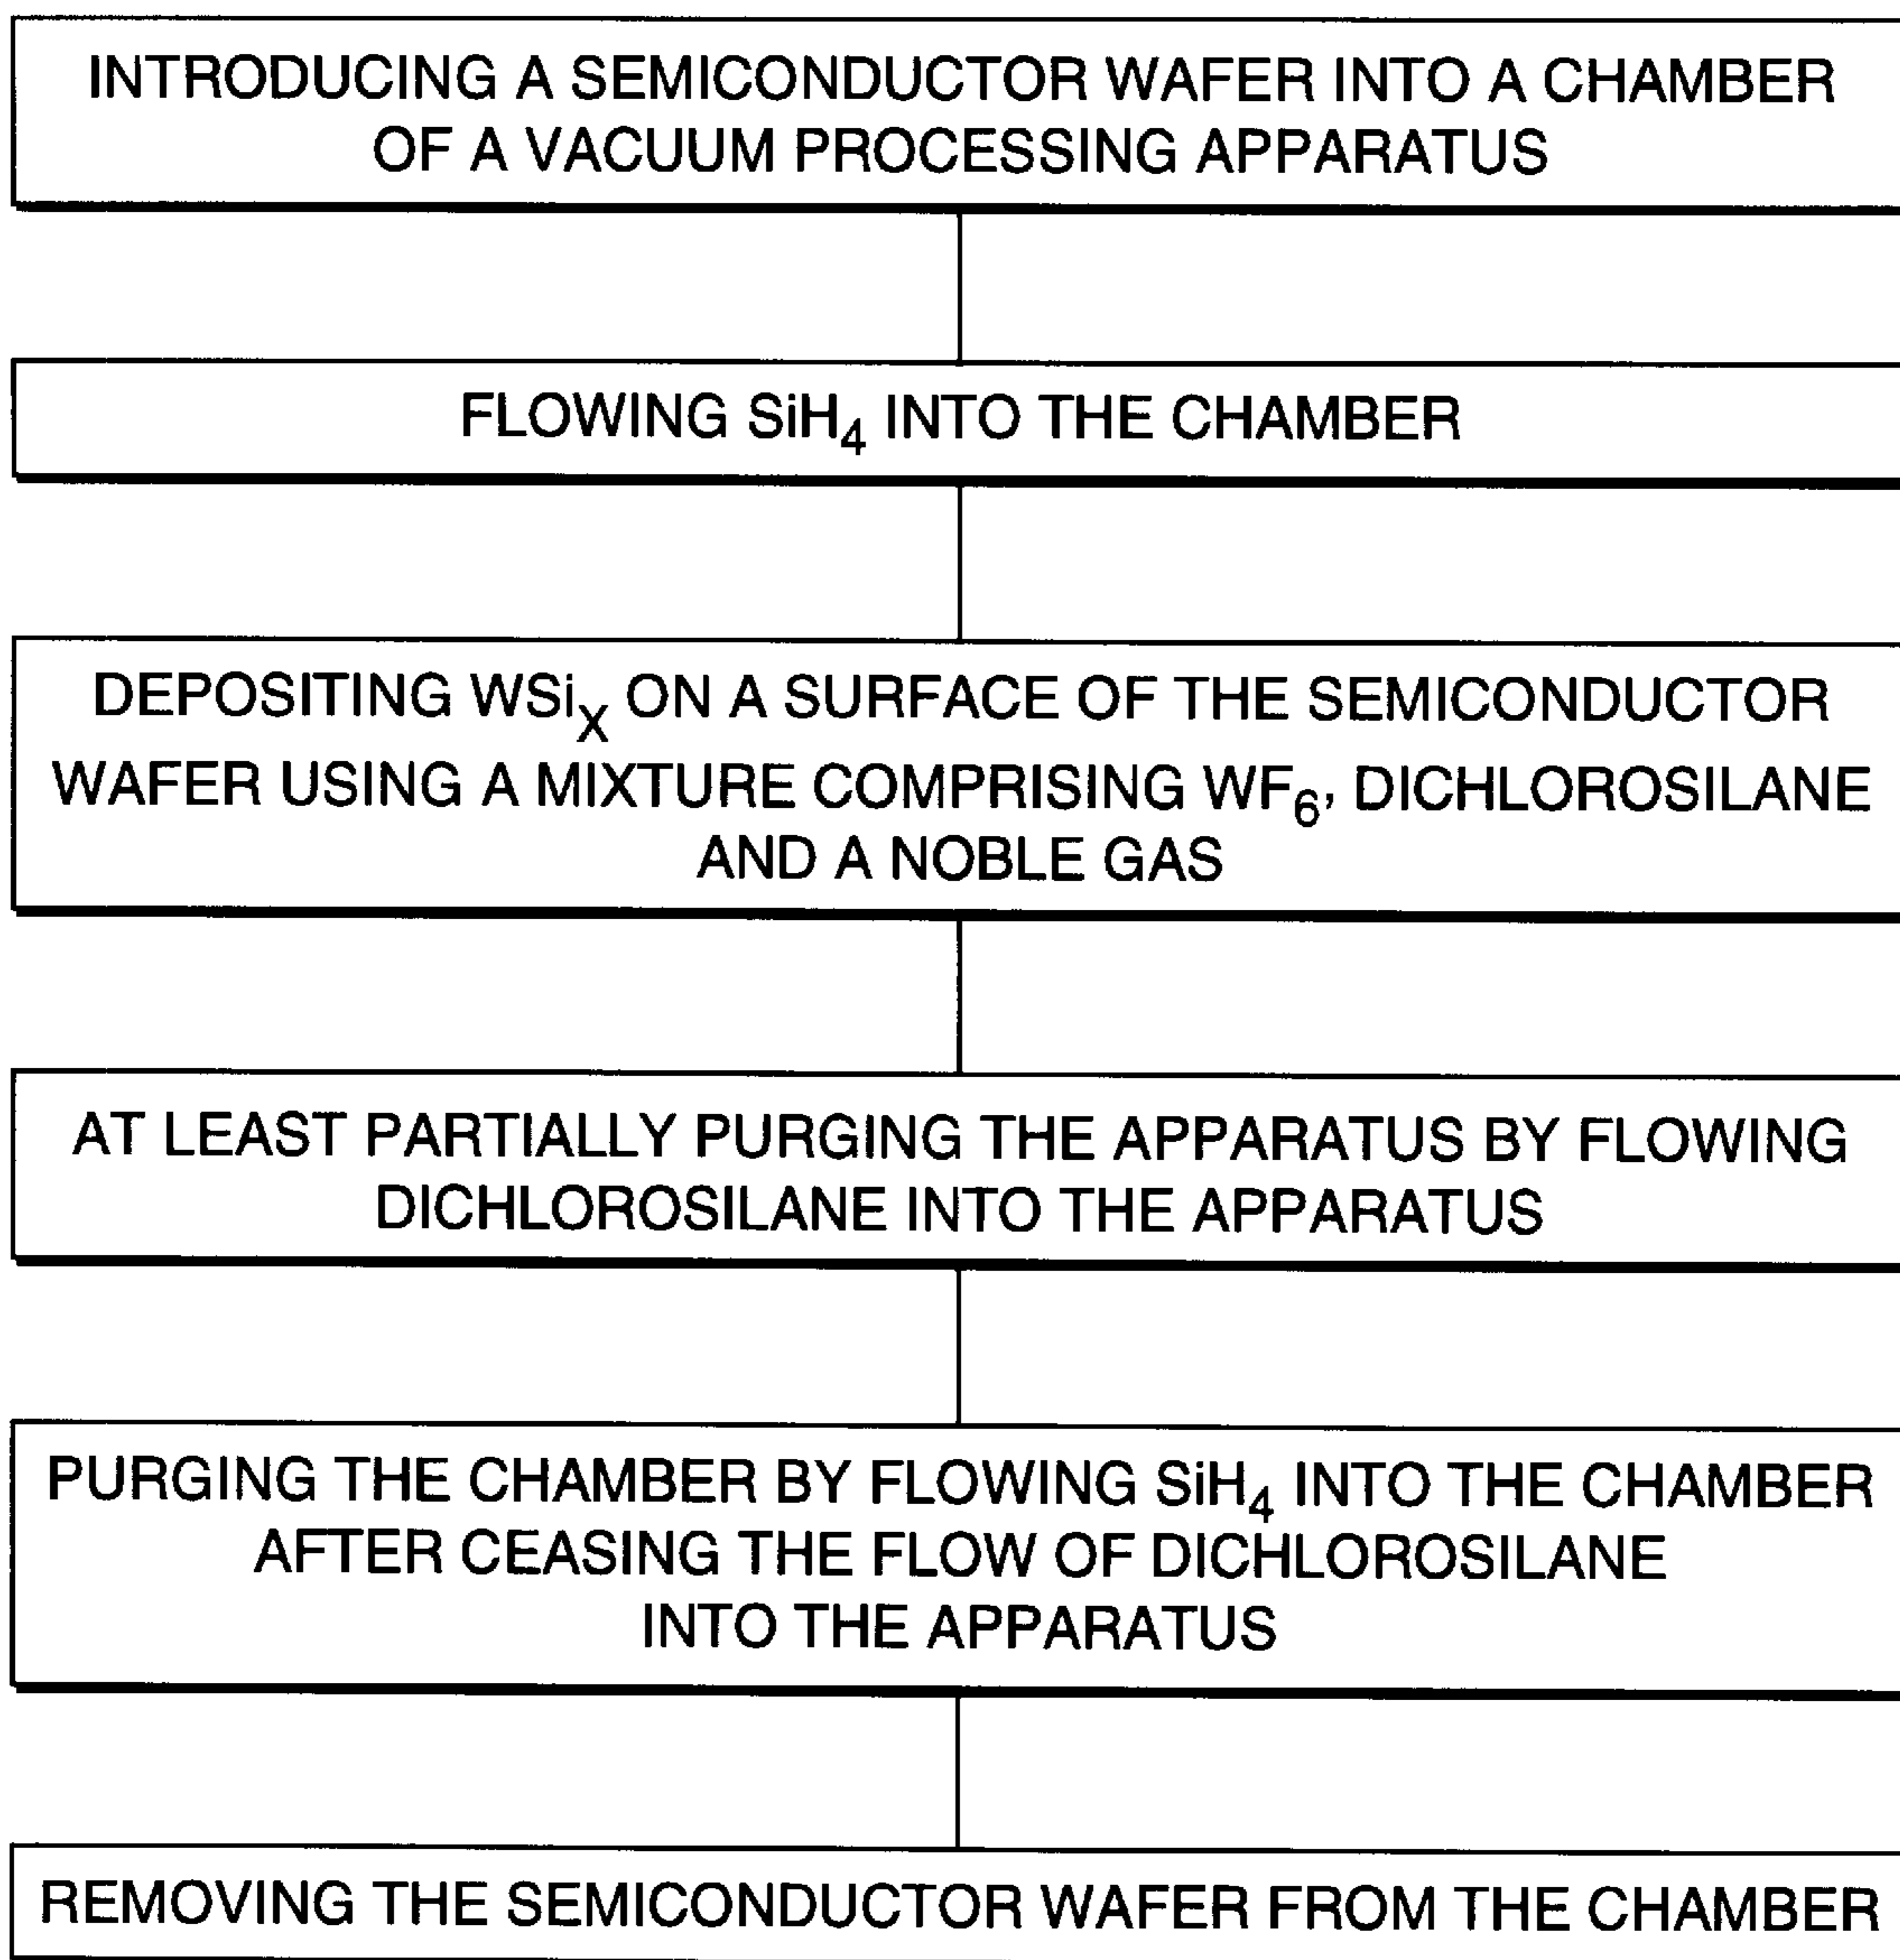 INTRODUCING A SEMICONDUCTOR WAFER INTO A CHAMBER
OF A VACUUM PROCESSING APPARATUS
FLOWING SiH₄ INTO THE CHAMBER
DEPOSITING WSiₓ ON A SURFACE OF THE SEMICONDUCTOR
WAFER USING A MIXTURE COMPRISING WF₆, DICHLOROSILANE
AND A NOBLE GAS
AT LEAST PARTIALLY PURGING THE APPARATUS BY FLOWING
DICHLOROSILANE INTO THE APPARATUS
PURGING THE CHAMBER BY FLOWING SiH₄ INTO THE CHAMBER
AFTER CEASING THE FLOW OF DICHLOROSILANE
INTO THE APPARATUS
REMOVING THE SEMICONDUCTOR WAFER FROM THE CHAMBER